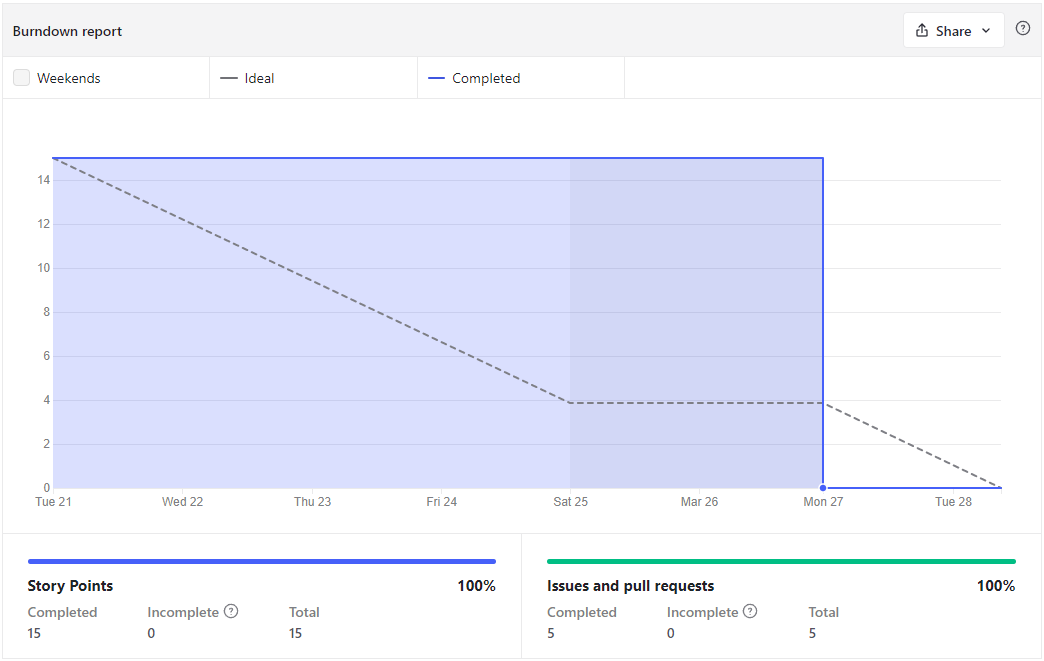 Burndown report
Share
Weekends
Ideal
Completed
14
12
10
8
6
4
2
0
Tue 21 Wed 22 Thu 23 Fri 24 Sat 25 Mar 26 Mon 27 Tue 28
Story Points 100%
Completed Incomplete ? Total
15 0 15
Issues and pull requests 100%
Completed Incomplete ? Total
5 0 5